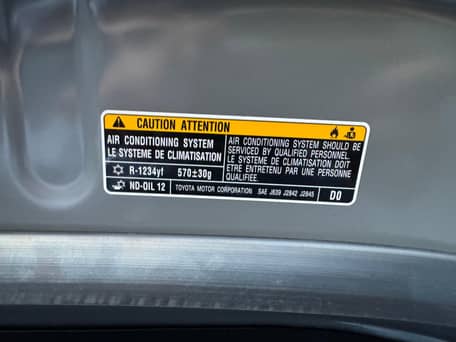 CAUTION ATTENTION
AIR CONDITIONING SYSTEM
LE SYSTEME DE CLIMATISATION
R-1234yf 570±30g
ND-OIL 12
AIR CONDITIONING SYSTEM SHOULD BE
SERVICED BY QUALIFIED PERSONNEL.
LE SYSTEME DE CLIMATISATION DOIT
ETRE ENTRETENU PAR UNE PERSONNE
QUALIFIEE.
TOYOTA MOTOR CORPORATION SAE J639 J2842 J2845
D0